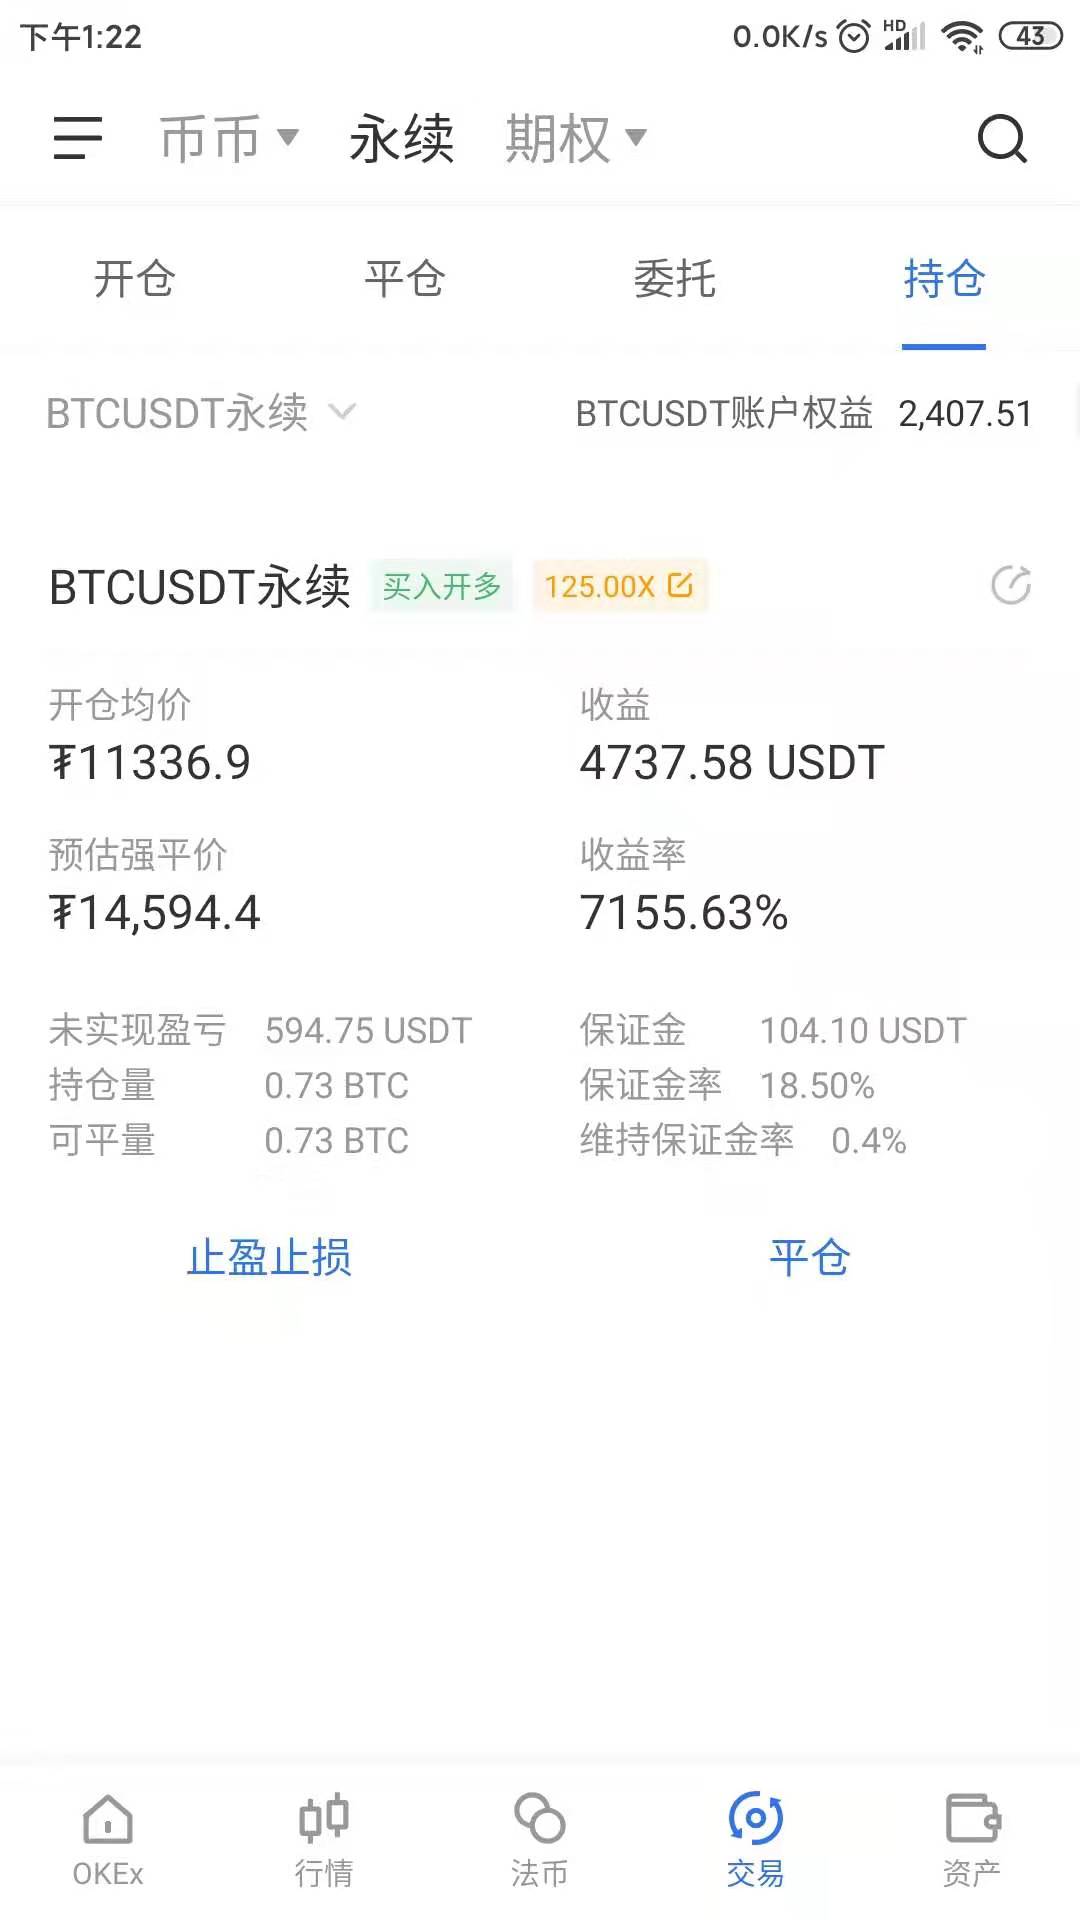 下午1:22 0.0K/s HD 43
币币 永续 期权
开仓 平仓 委托 持仓
BTCUSDT永续 BTCUSDT账户权益 2,407.51
BTCUSDT永续 买入开多 125.00X
开仓均价 收益
₮11336.9 4737.58 USDT
预估强平价 收益率
₮14,594.4 7155.63%
未实现盈亏 594.75 USDT 保证金 104.10 USDT
持仓量 0.73 BTC 保证金率 18.50%
可平量 0.73 BTC 维持保证金率 0.4%
止盈止损 平仓
OKEx 行情 法币 交易 资产